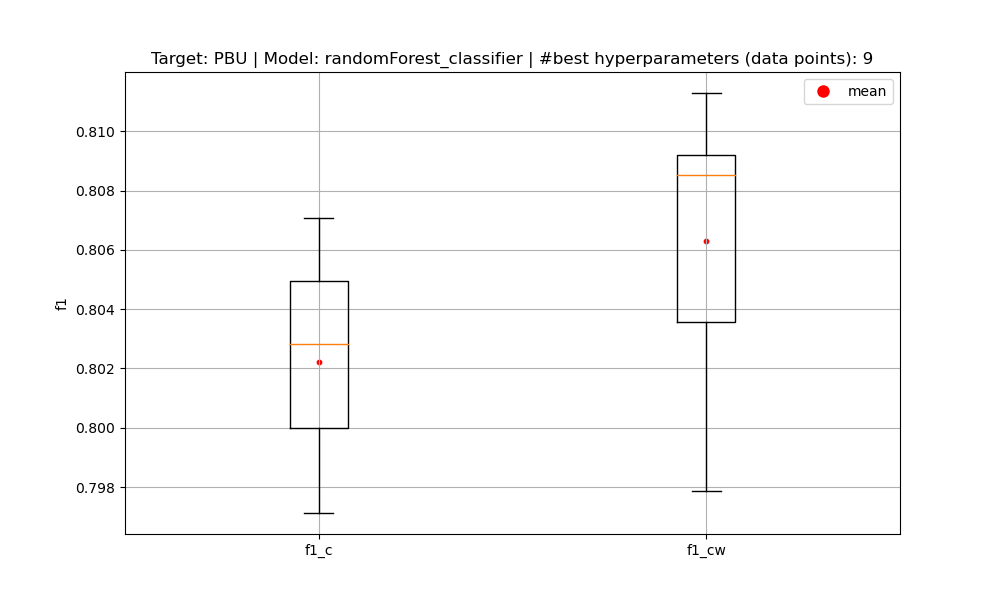 Target: PBU | Model: randomForest_classifier | #best hyperparameters (data points): 9
mean
0.810
0.808
0.806
0.804
0.802
0.800
0.798
f1
f1_c
f1_cw